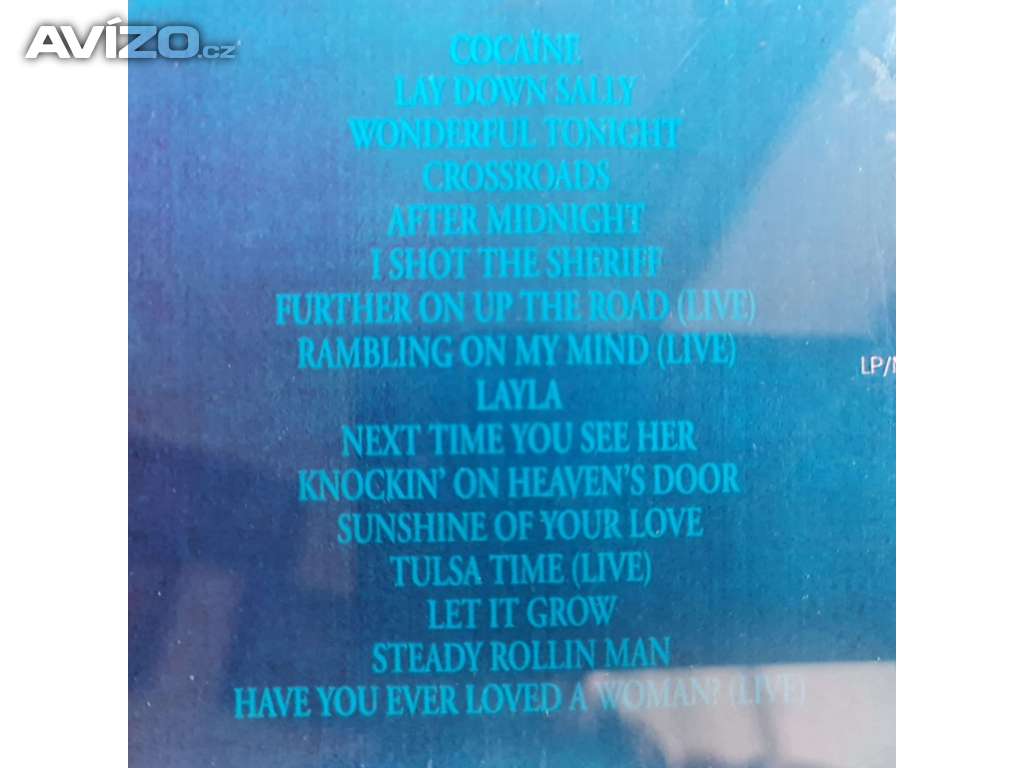 AVÍZO.cz
COCAÏNE
LAY DOWN SALLY
WONDERFUL TONIGHT
CROSSROADS
AFTER MIDNIGHT
I SHOT THE SHERIFF
FURTHER ON UP THE ROAD (LIVE)
RAMBLING ON MY MIND (LIVE)
LP/
LAYLA
NEXT TIME YOU SEE HER
KNOCKIN' ON HEAVEN'S DOOR
SUNSHINE OF YOUR LOVE
TULSA TIME (LIVE)
LET IT GROW
STEADY ROLLIN MAN
HAVE YOU EVER LOVED A WOMAN? (LIVE)